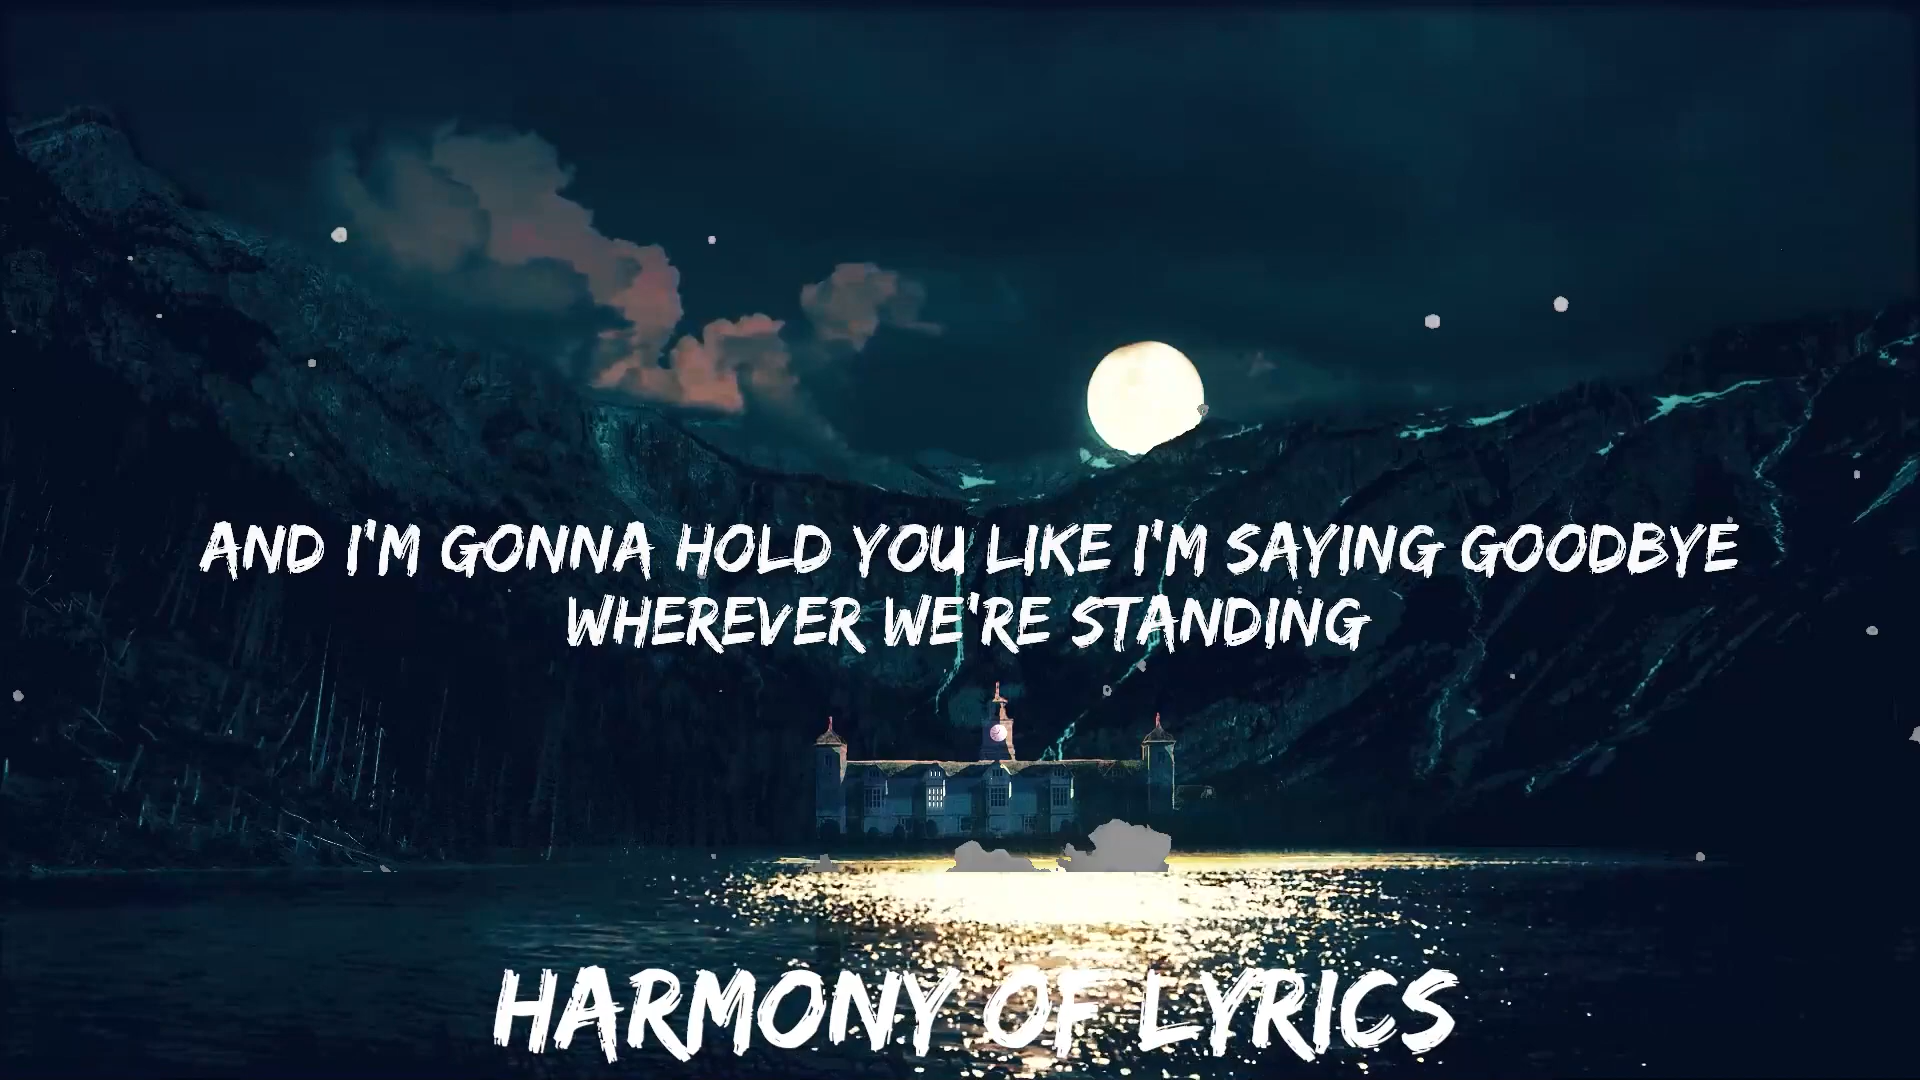 AND I'M GONNA HOLD YOU LIKE I'M SAYING GOODBYE
WHEREVER WE'RE STANDING
HARMONY OF LYRICS